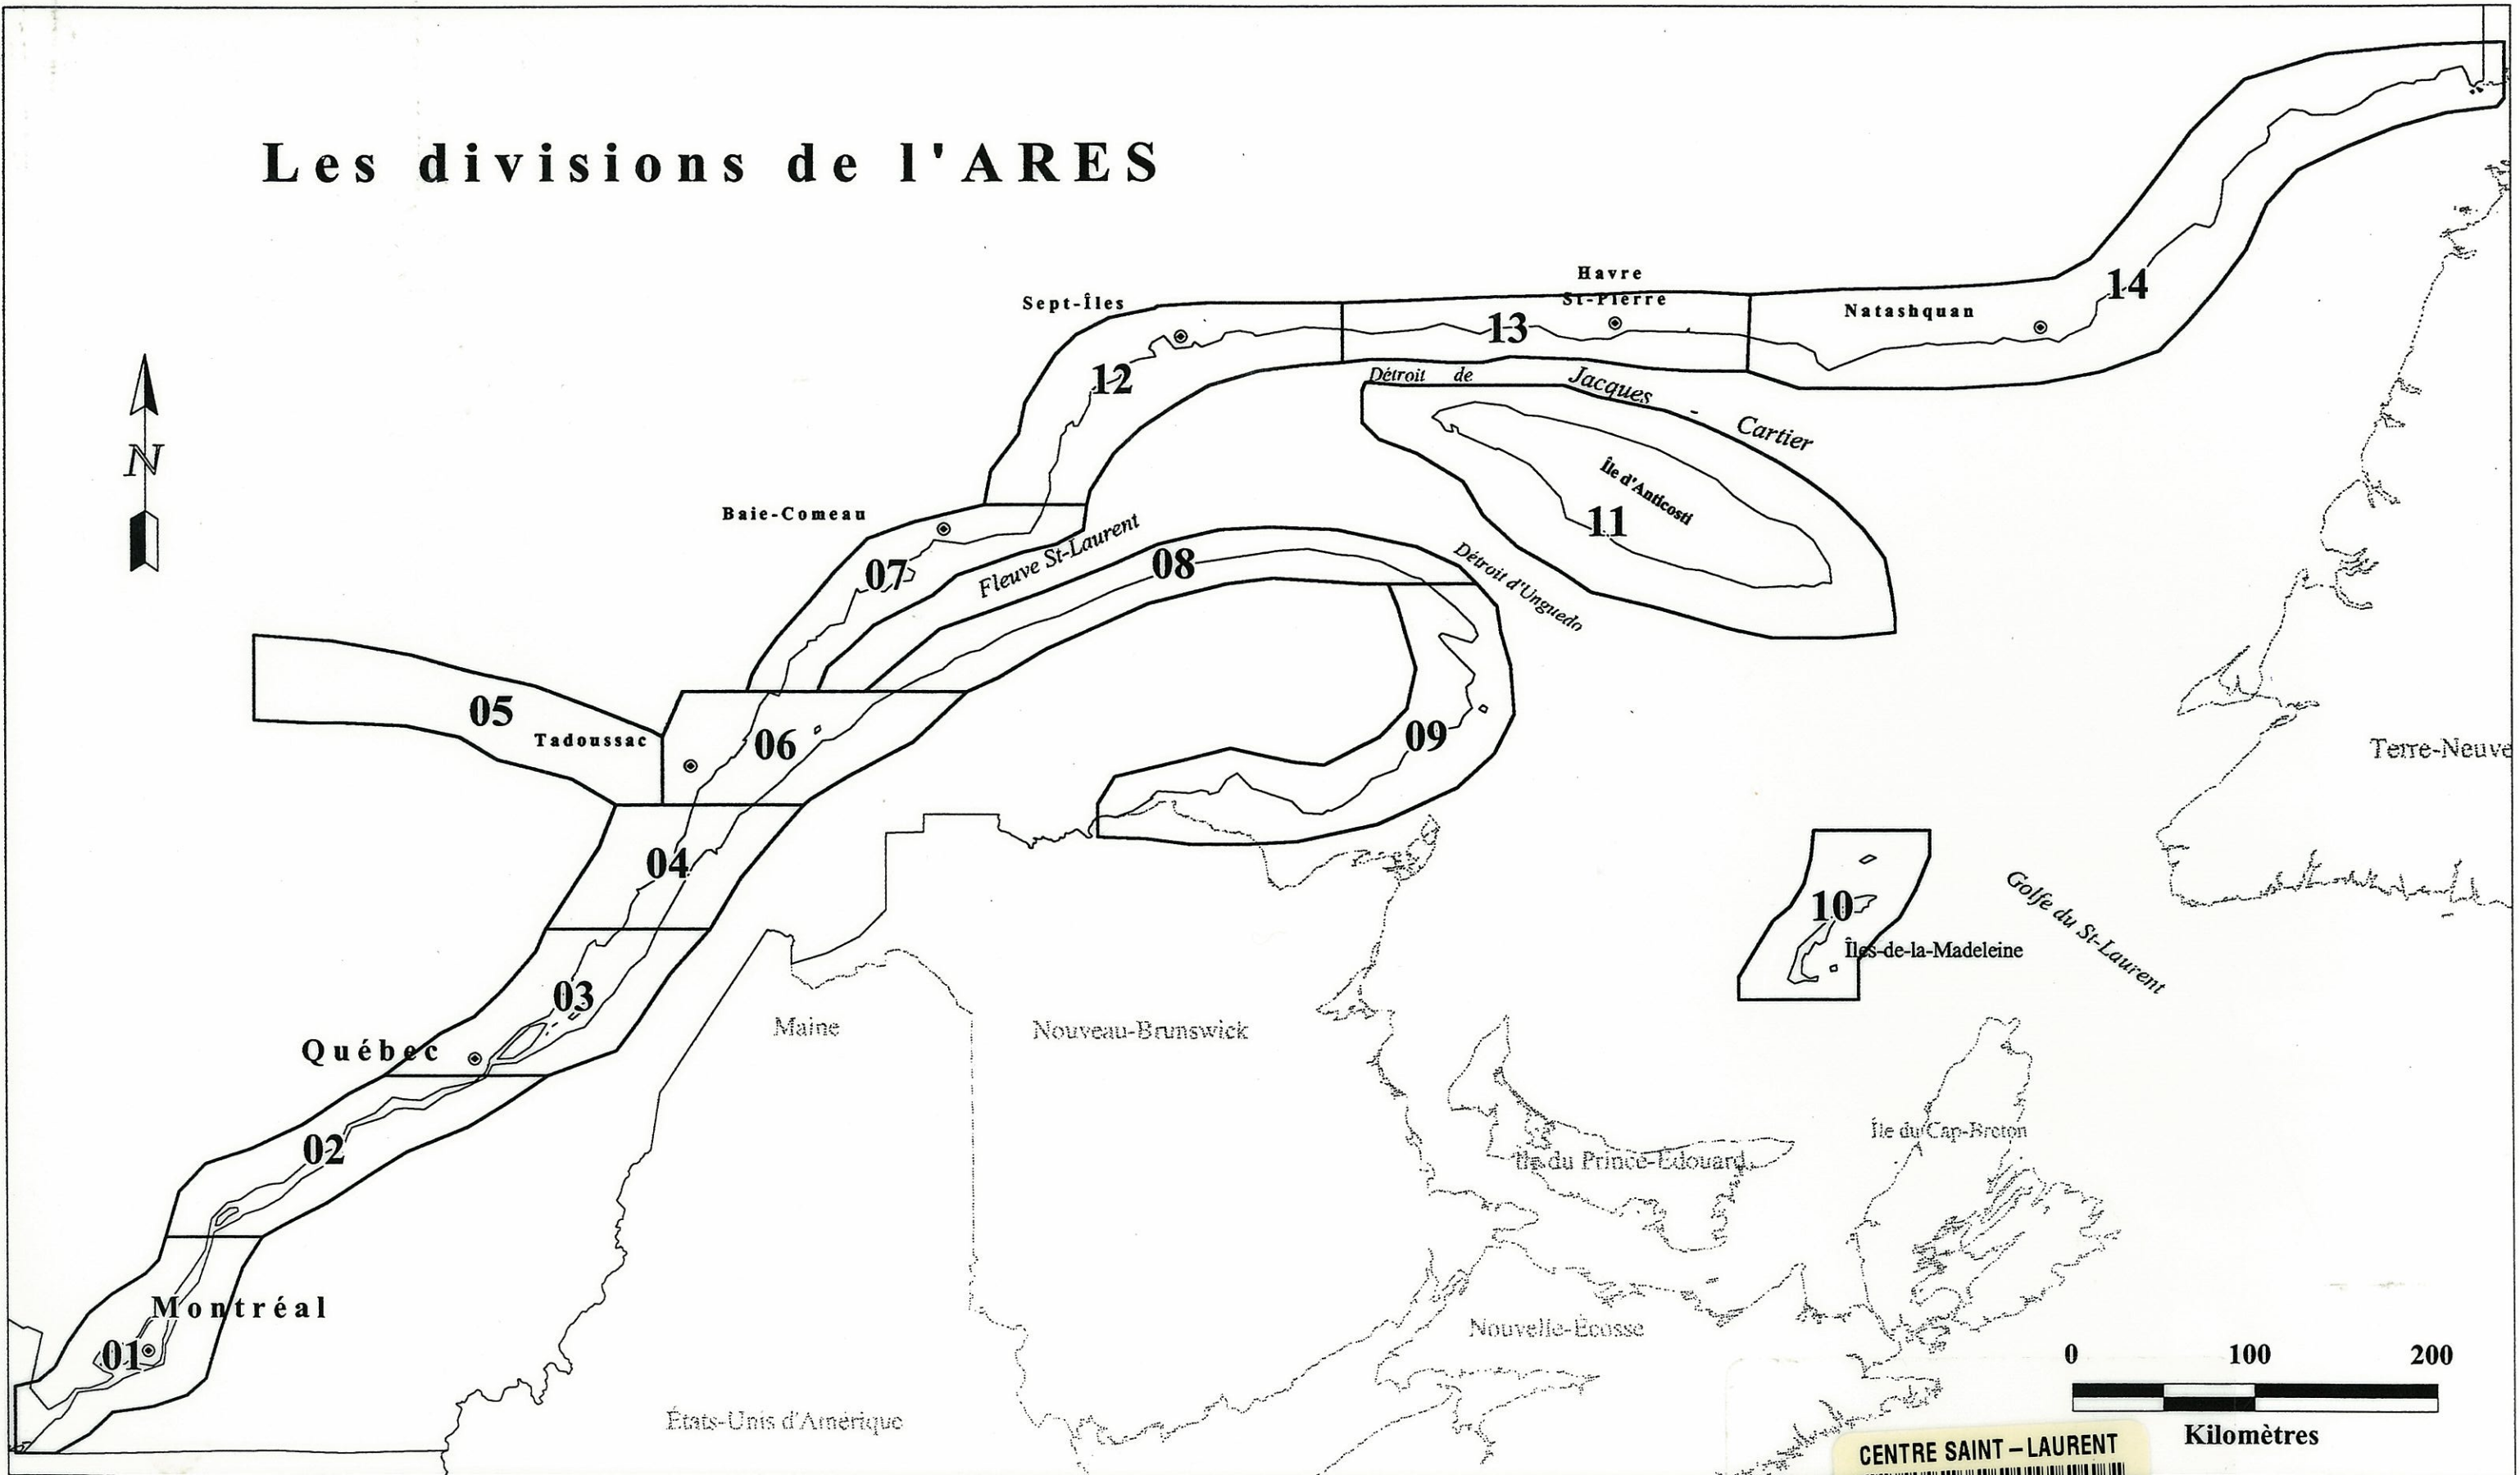 Les divisions de l'ARES
Havre
St-Pierre
Sept-Îles
Natashquan
14
13
12
Détroit de Jacques - Cartier
Île d'Anticosti
11
N
Baie-Comeau
Fleuve St-Laurent
07
08
Détroit d'Unguedo
05
Tadoussac
06
09
Terre-Neuve
04
10
Îles-de-la-Madeleine
Golfe du St-Laurent
03
Québec
Maine
Nouveau-Brunswick
02
Île du Cap-Breton
Île du Prince-Édouard
Montréal
01
Nouvelle-Écosse
États-Unis d'Amérique
0 100 200
Kilomètres
CENTRE SAINT-LAURENT